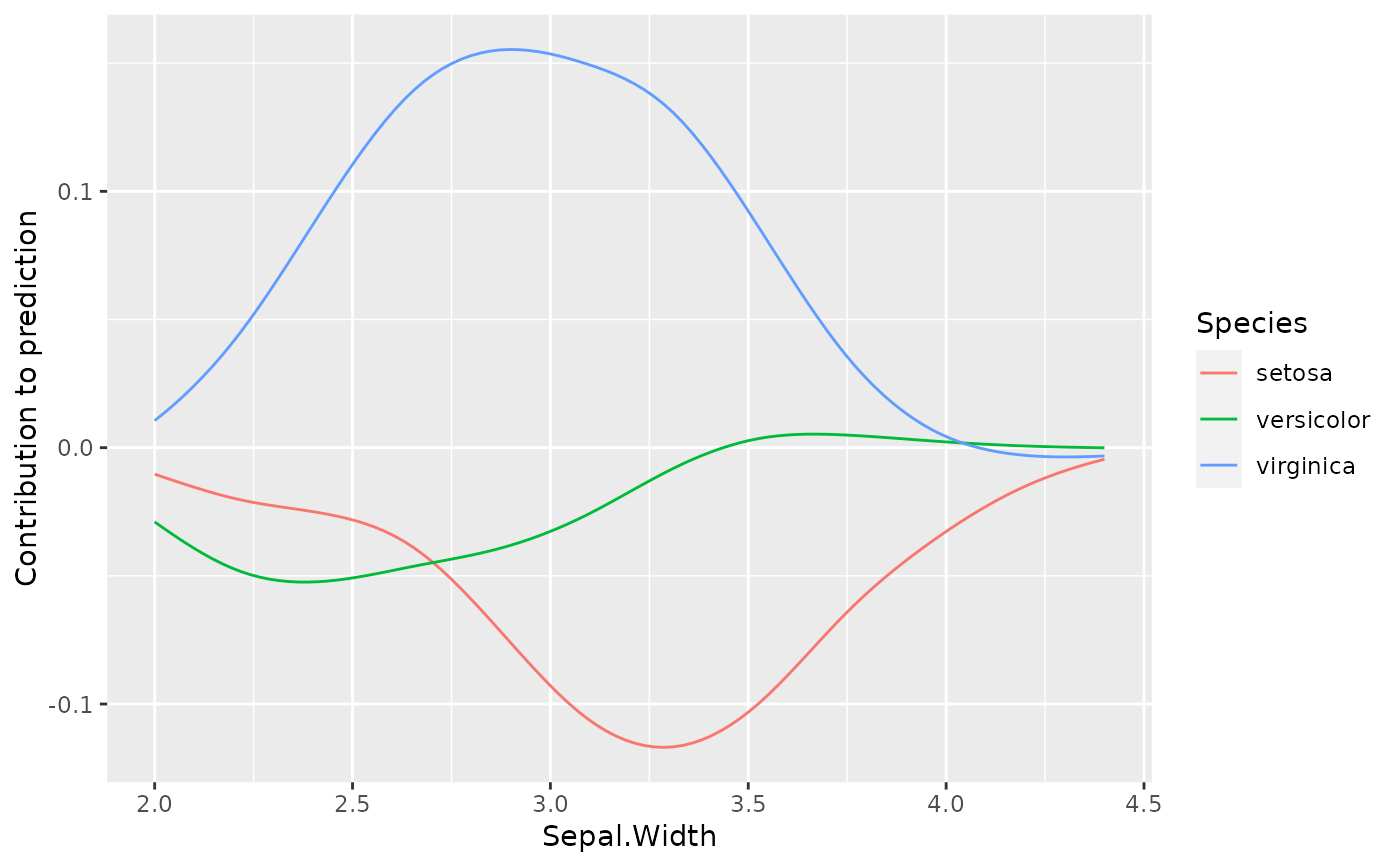 Contribution to prediction
0.1
0.0
-0.1
2.0 2.5 3.0 3.5 4.0 4.5
Sepal.Width
Species
setosa
versicolor
virginica